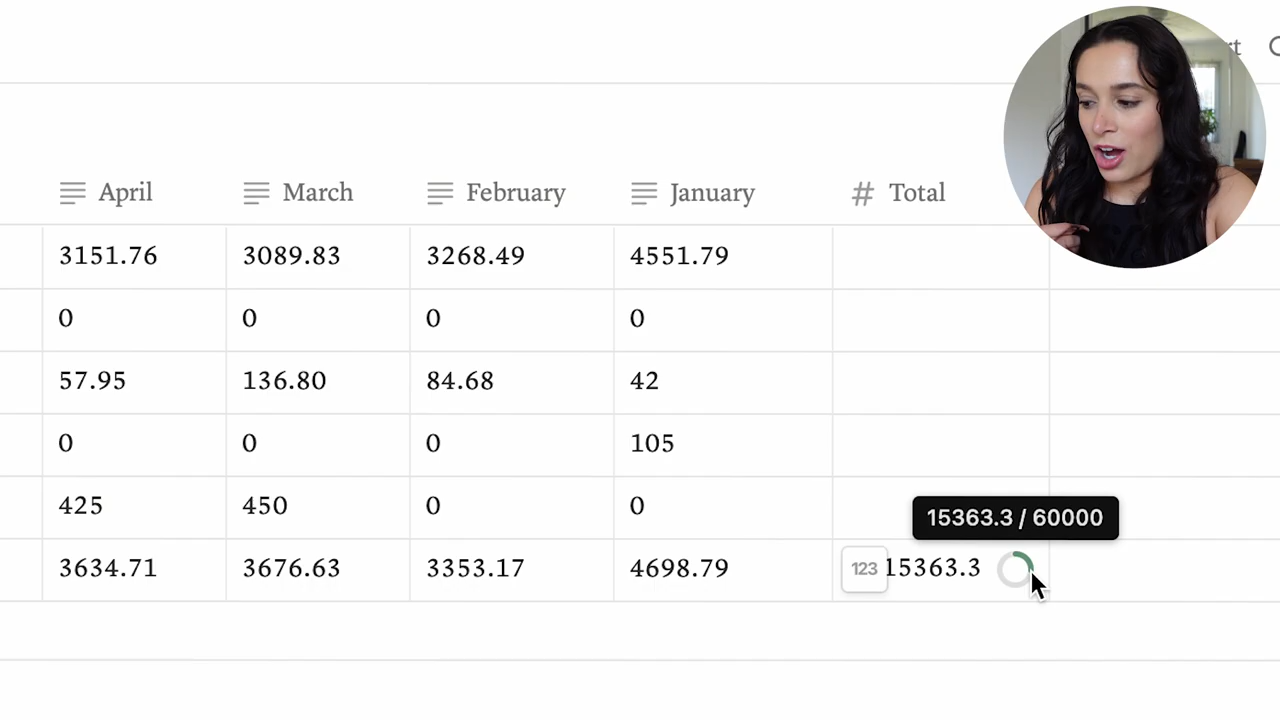 April March February January # Total
3151.76 3089.83 3268.49 4551.79
0 0 0 0
57.95 136.80 84.68 42
0 0 0 105
425 450 0 0
15363.3 / 60000
3634.71 3676.63 3353.17 4698.79 123 15363.3